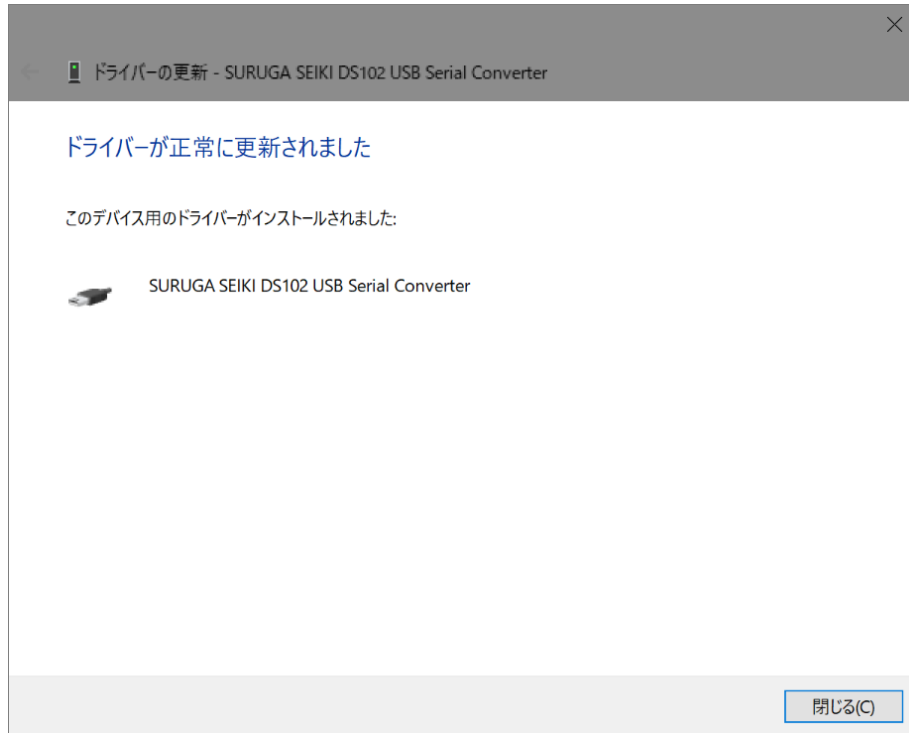 ドライバーの更新 - SURUGA SEIKI DS102 USB Serial Converter
ドライバーが正常に更新されました
このデバイス用のドライバーがインストールされました:
SURUGA SEIKI DS102 USB Serial Converter
閉じる(C)